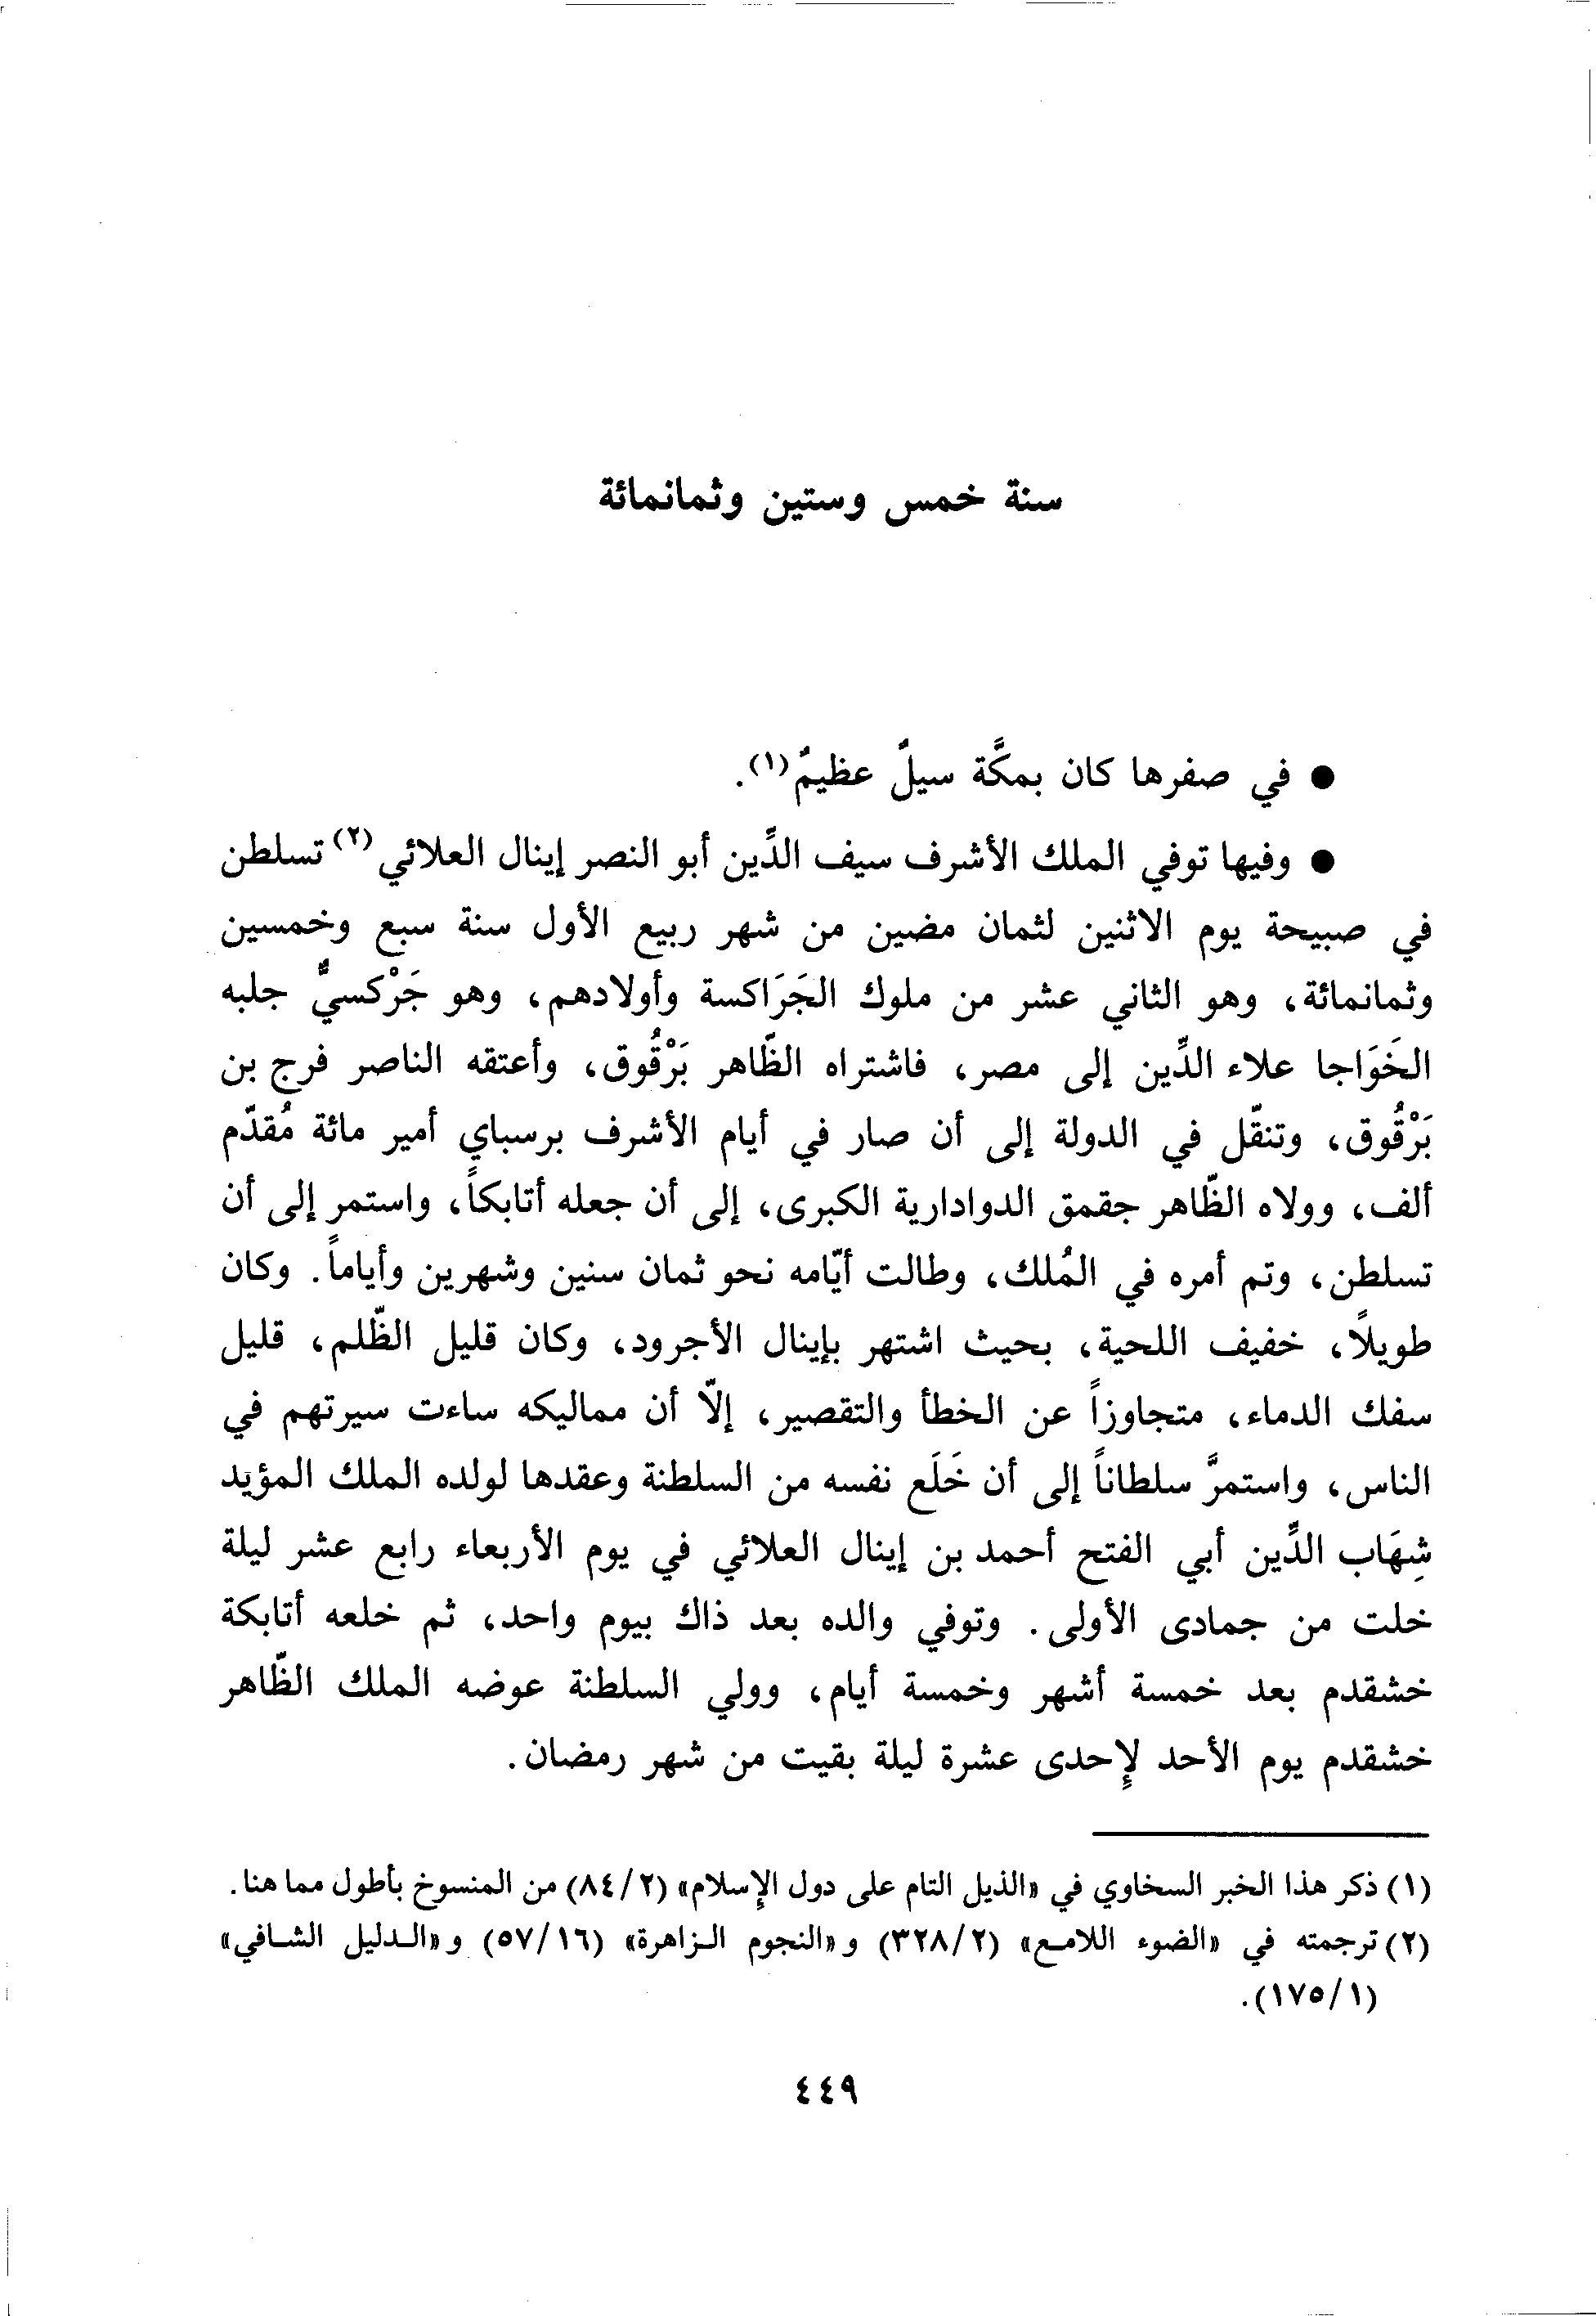 سنة خمس وستين وثمانمائة
● في صفرها كان بمكَّة سيلٌ عظيمٌ(١).
● وفيها توفي الملك الأشرف سيف الدِّين أبو النصر إينال العلائي(٢) تسلطن
في صبيحة يوم الاثنين لثمان مضين من شهر ربيع الأول سنة سبع وخمسين
وثمانمائة، وهو الثاني عشر من ملوك الجَرَاكسة وأولادهم، وهو جَرْكسيٌّ جلبه
الخَوَاجا علاء الدِّين إلى مصر، فاشتراه الظّاهر بَرْقُوق، وأعتقه الناصر فرج بن
بَرْقُوق، وتنقّل في الدولة إلى أن صار في أيام الأشرف برسباي أمير مائة مُقدّم
ألف، وولاه الظّاهر جقمق الدوادارية الكبرى، إلى أن جعله أتابكاً، واستمر إلى أن
تسلطن، وتم أمره في المُلك، وطالت أيّامه نحو ثمان سنين وشهرين وأياماً. وكان
طويلاً، خفيف اللحية، بحيث اشتهر بإينال الأجرود، وكان قليل الظّلم، قليل
سفك الدماء، متجاوزاً عن الخطأ والتقصير، إلّا أن مماليكه ساءت سيرتهم في
الناس، واستمرَّ سلطاناً إلى أن خَلَع نفسه من السلطنة وعقدها لولده الملك المؤيد
شِهَاب الدِّين أبي الفتح أحمد بن إينال العلائي في يوم الأربعاء رابع عشر ليلة
خلت من جمادى الأولى. وتوفي والده بعد ذاك بيوم واحد، ثم خلعه أتابكة
خشقدم بعد خمسة أشهر وخمسة أيام، وولي السلطنة عوضه الملك الظّاهر
خشقدم يوم الأحد لإِحدى عشرة ليلة بقيت من شهر رمضان.
(١) ذكر هذا الخبر السخاوي في «الذيل التام على دول الإِسلام» (٨٤/٢) من المنسوخ بأطول مما هنا.
(٢) ترجمته في «الضوء اللامع» (٣٢٨/٢) و «النجوم الزاهرة» (٥٧/١٦) و «الدليل الشافي»
(١٧٥/١).
٤٤٩